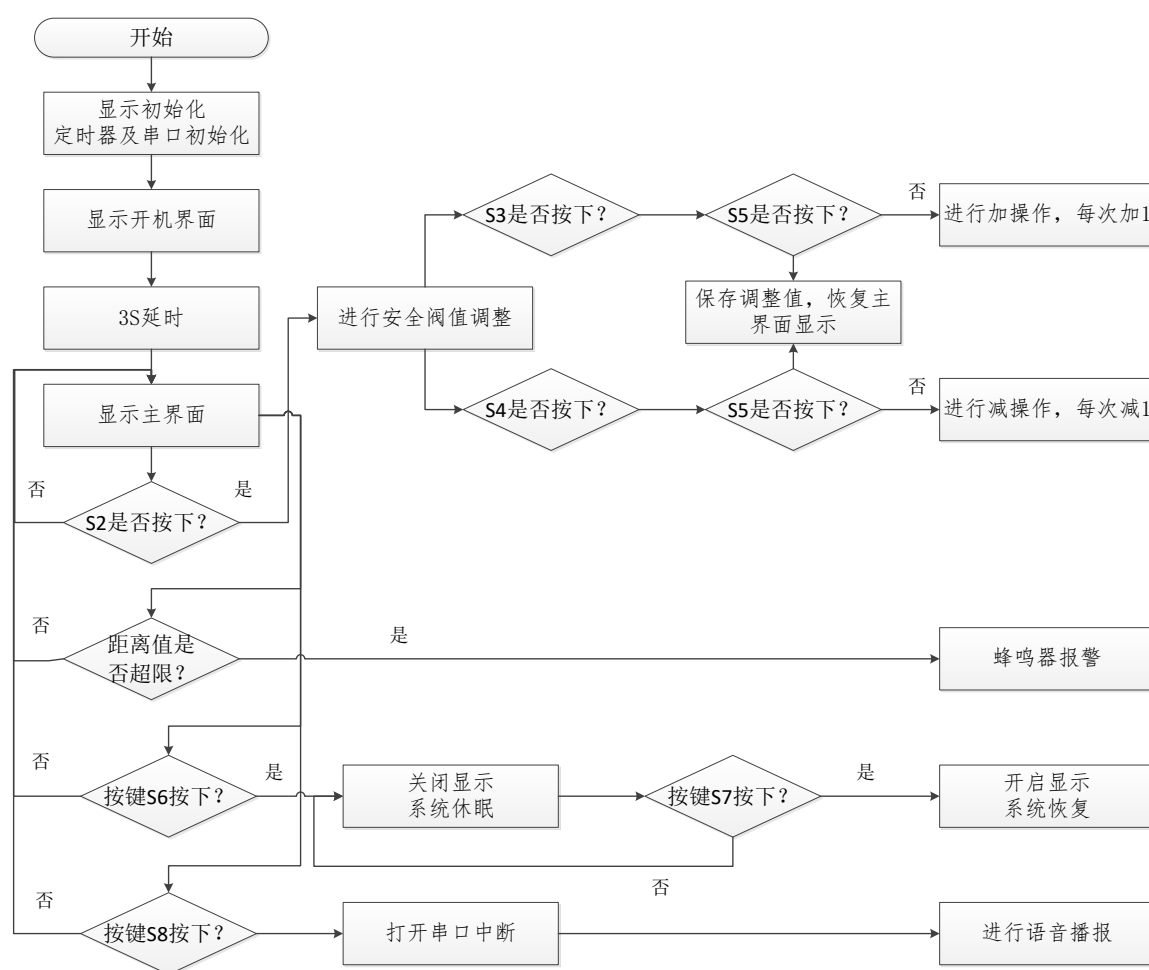 开始
显示初始化
定时器及串口初始化
显示开机界面
3S延时
显示主界面
否
是
S2是否按下？
进行安全阀值调整
S3是否按下？
S5是否按下？
否
进行加操作，每次加1
保存调整值，恢复主
界面显示
S4是否按下？
S5是否按下？
否
进行减操作，每次减1
否
距离值是
否超限？
是
蜂鸣器报警
否
按键S6按下？
是
关闭显示
系统休眠
按键S7按下？
是
开启显示
系统恢复
否
否
按键S8按下？
打开串口中断
进行语音播报